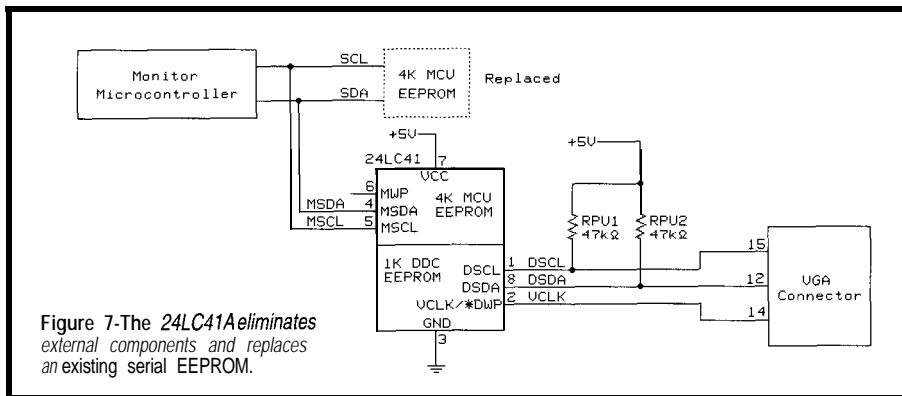 Monitor
Microcontroller
SCL
SDA
4K MCU
EEPROM
Replaced
+5V
24LC41
7
VCC
6
MWP
MSDA
4
MSDA
MSCL
5
MSCL
4K MCU
EEPROM
1K DDC
EEPROM
DSCL
1
DSCL
DSDA
8
DSDA
VCLK/*DWP
2
VCLK
GND
3
+5V
RPU1
47kΩ
RPU2
47kΩ
15
12
14
VGA
Connector
Figure 7-The 24LC41A eliminates
external components and replaces
an existing serial EEPROM.